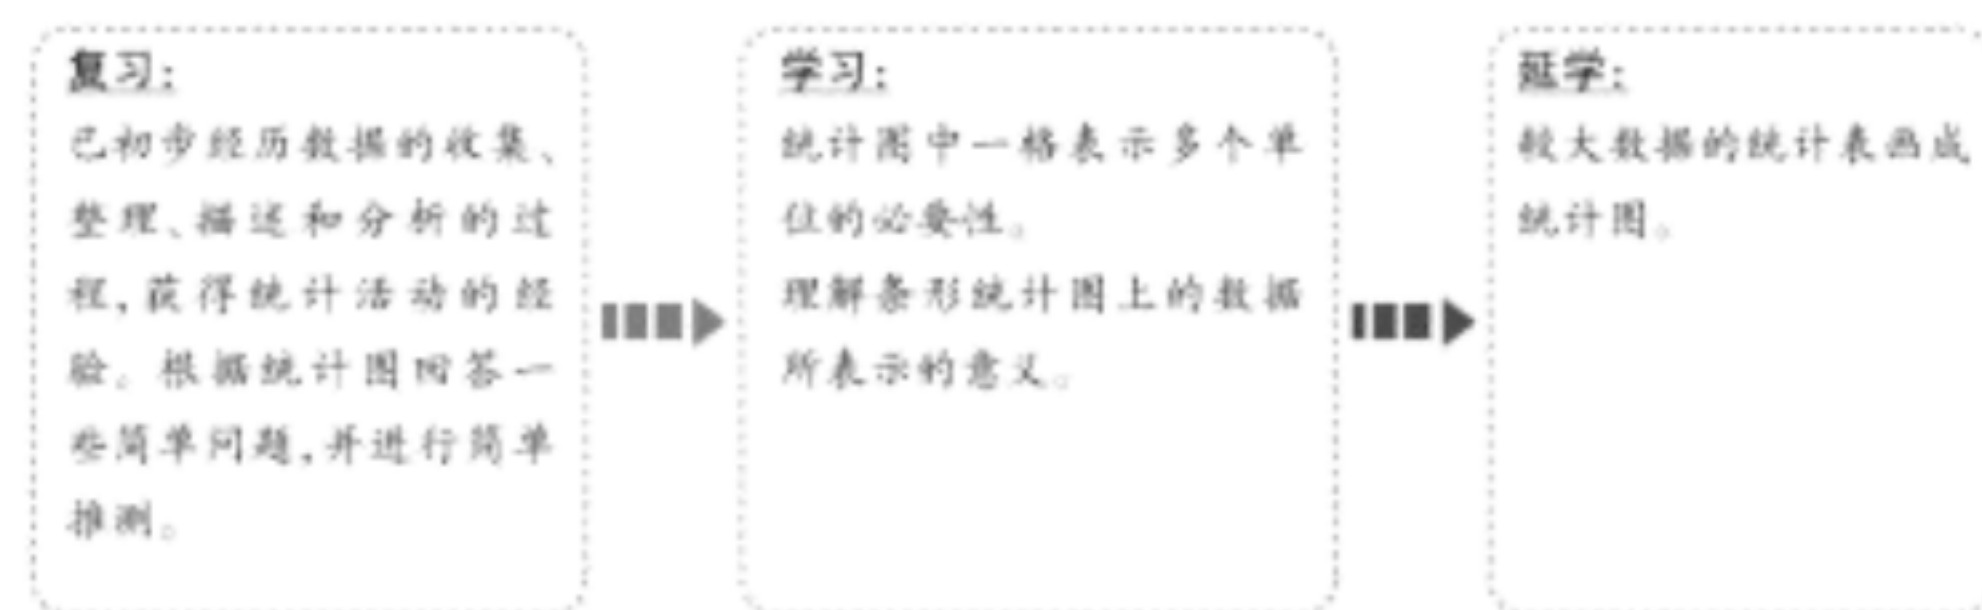 复习:
已初步经历数据的收集、
整理、描述和分析的过
程,获得统计活动的经
验。根据统计图回答一
些简单问题,并进行简单
推测。
学习:
统计图中一格表示多个单
位的必要性。
理解条形统计图上的数据
所表示的意义。
延学:
较大数据的统计表画成
统计图。